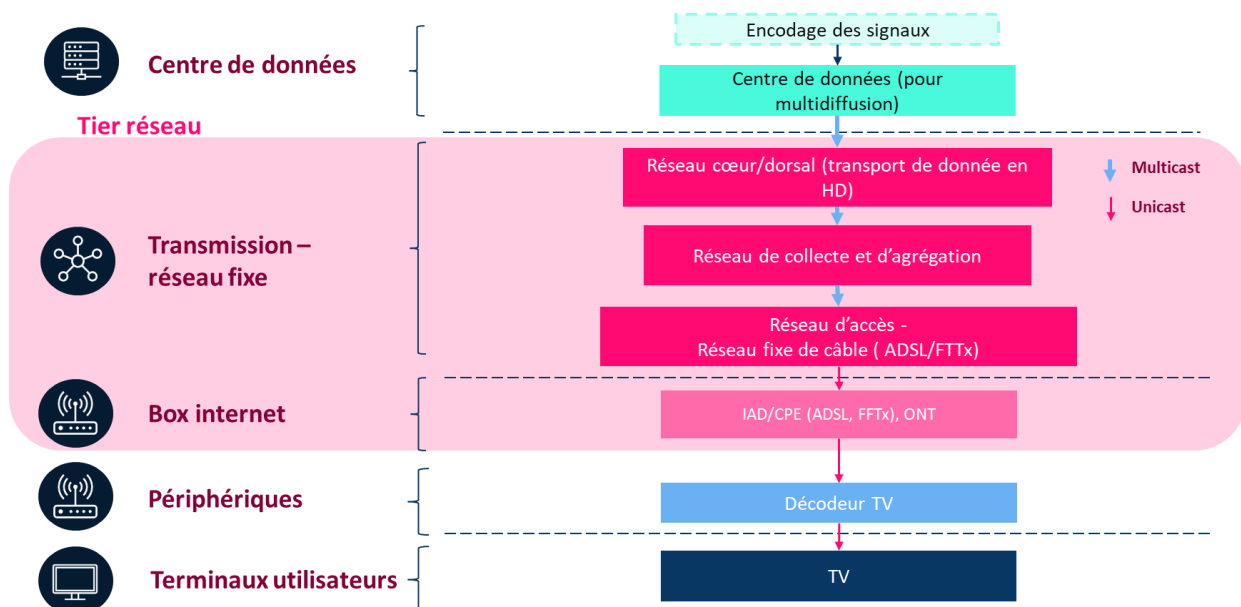 Encodage des signaux
Centre de données
Centre de données (pour
multidiffusion)
Tier réseau
Réseau cœur/dorsal (transport de donnée en
HD)
Multicast
Unicast
Transmission –
réseau fixe
Réseau de collecte et d'agrégation
Réseau d'accès -
Réseau fixe de câble ( ADSL/FTTx)
Box internet
IAD/CPE (ADSL, FFTx), ONT
Périphériques
Décodeur TV
Terminaux utilisateurs
TV